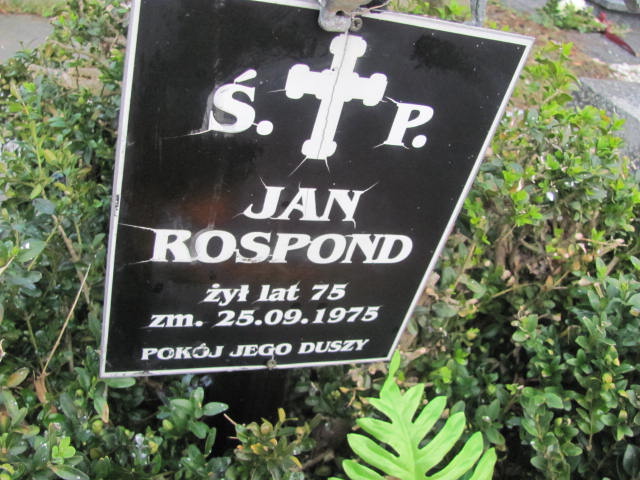 Ś. P.
JAN
ROSPOND
żył lat 75
zm. 25.09.1975
POKÓJ JEGO DUSZY